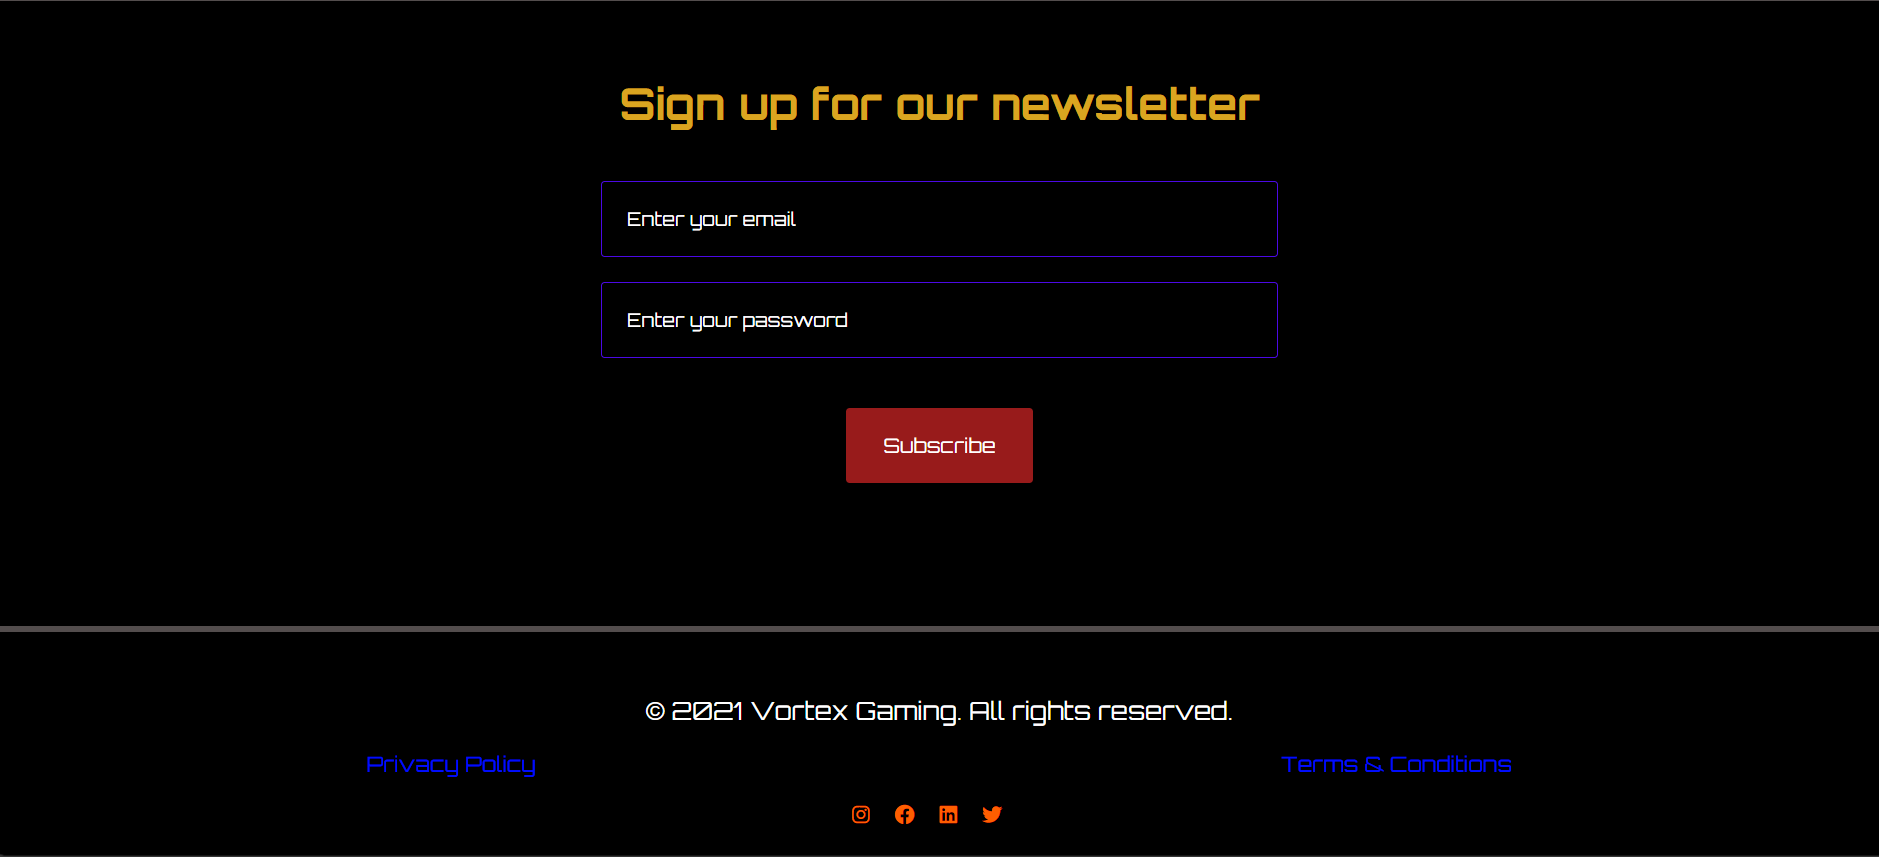 Sign up for our newsletter
Enter your email
Enter your password
Subscribe
© 2021 Vortex Gaming. All rights reserved.
Privacy Policy
Terms & Conditions